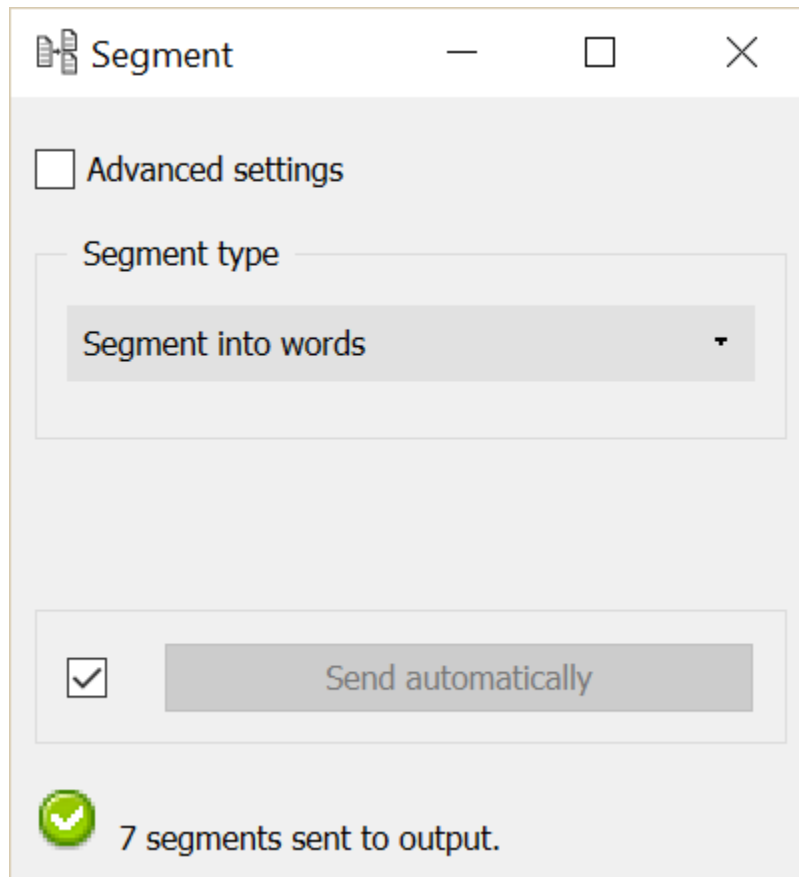 Segment
Advanced settings
Segment type
Segment into words
Send automatically
7 segments sent to output.